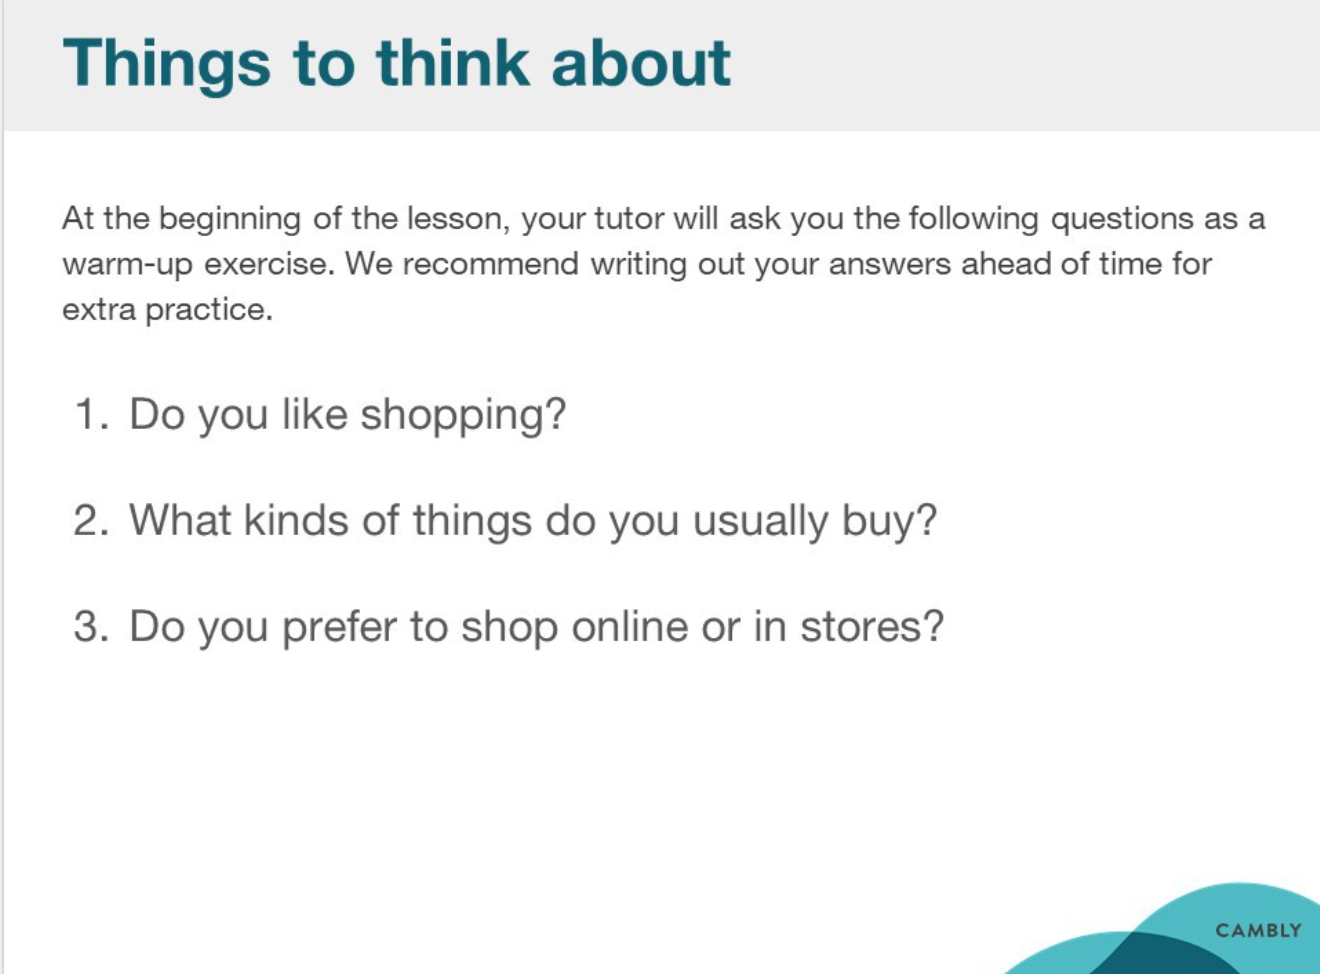 Things to think about
At the beginning of the lesson, your tutor will ask you the following questions as a
warm-up exercise. We recommend writing out your answers ahead of time for
extra practice.
1. Do you like shopping?
2. What kinds of things do you usually buy?
3. Do you prefer to shop online or in stores?
CAMBLY